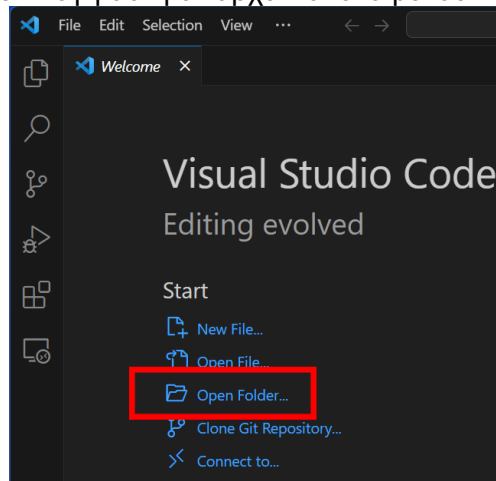 File Edit Selection View ...
Welcome
Visual Studio Code
Editing evolved
Start
New File...
Open File...
Open Folder...
Clone Git Repository...
Connect to...